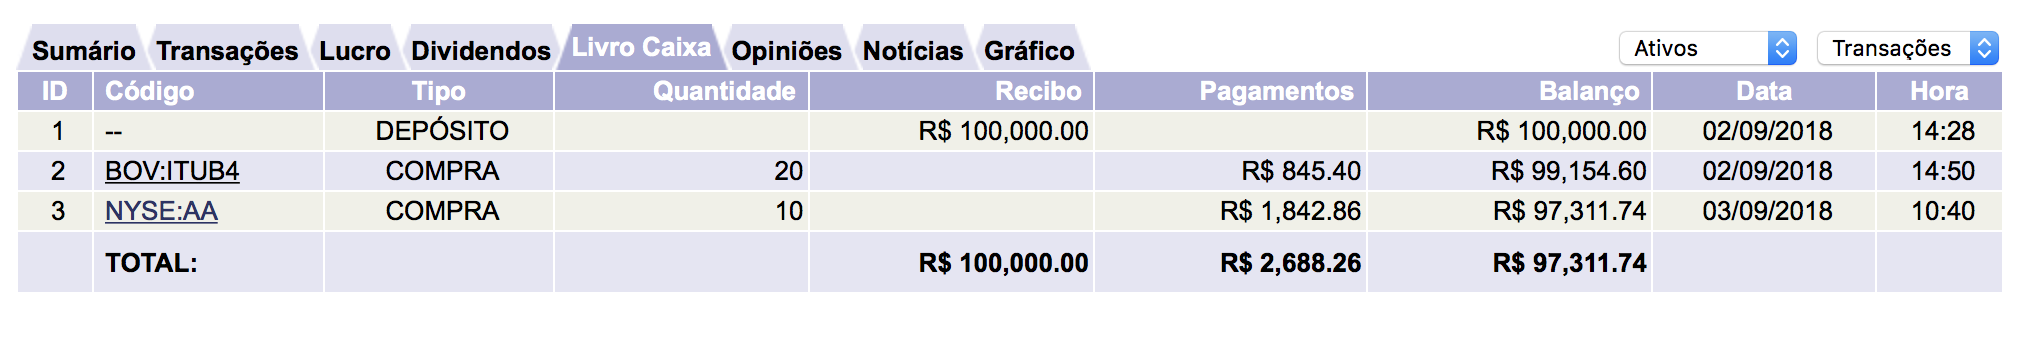 Sumário Transações Lucro Dividendos Livro Caixa Opiniões Notícias Gráfico Ativos Transações
ID Código Tipo Quantidade Recibo Pagamentos Balanço Data Hora
1 -- DEPÓSITO R$ 100,000.00 R$ 100,000.00 02/09/2018 14:28
2 BOV:ITUB4 COMPRA 20 R$ 845.40 R$ 99,154.60 02/09/2018 14:50
3 NYSE:AA COMPRA 10 R$ 1,842.86 R$ 97,311.74 03/09/2018 10:40
TOTAL: R$ 100,000.00 R$ 2,688.26 R$ 97,311.74